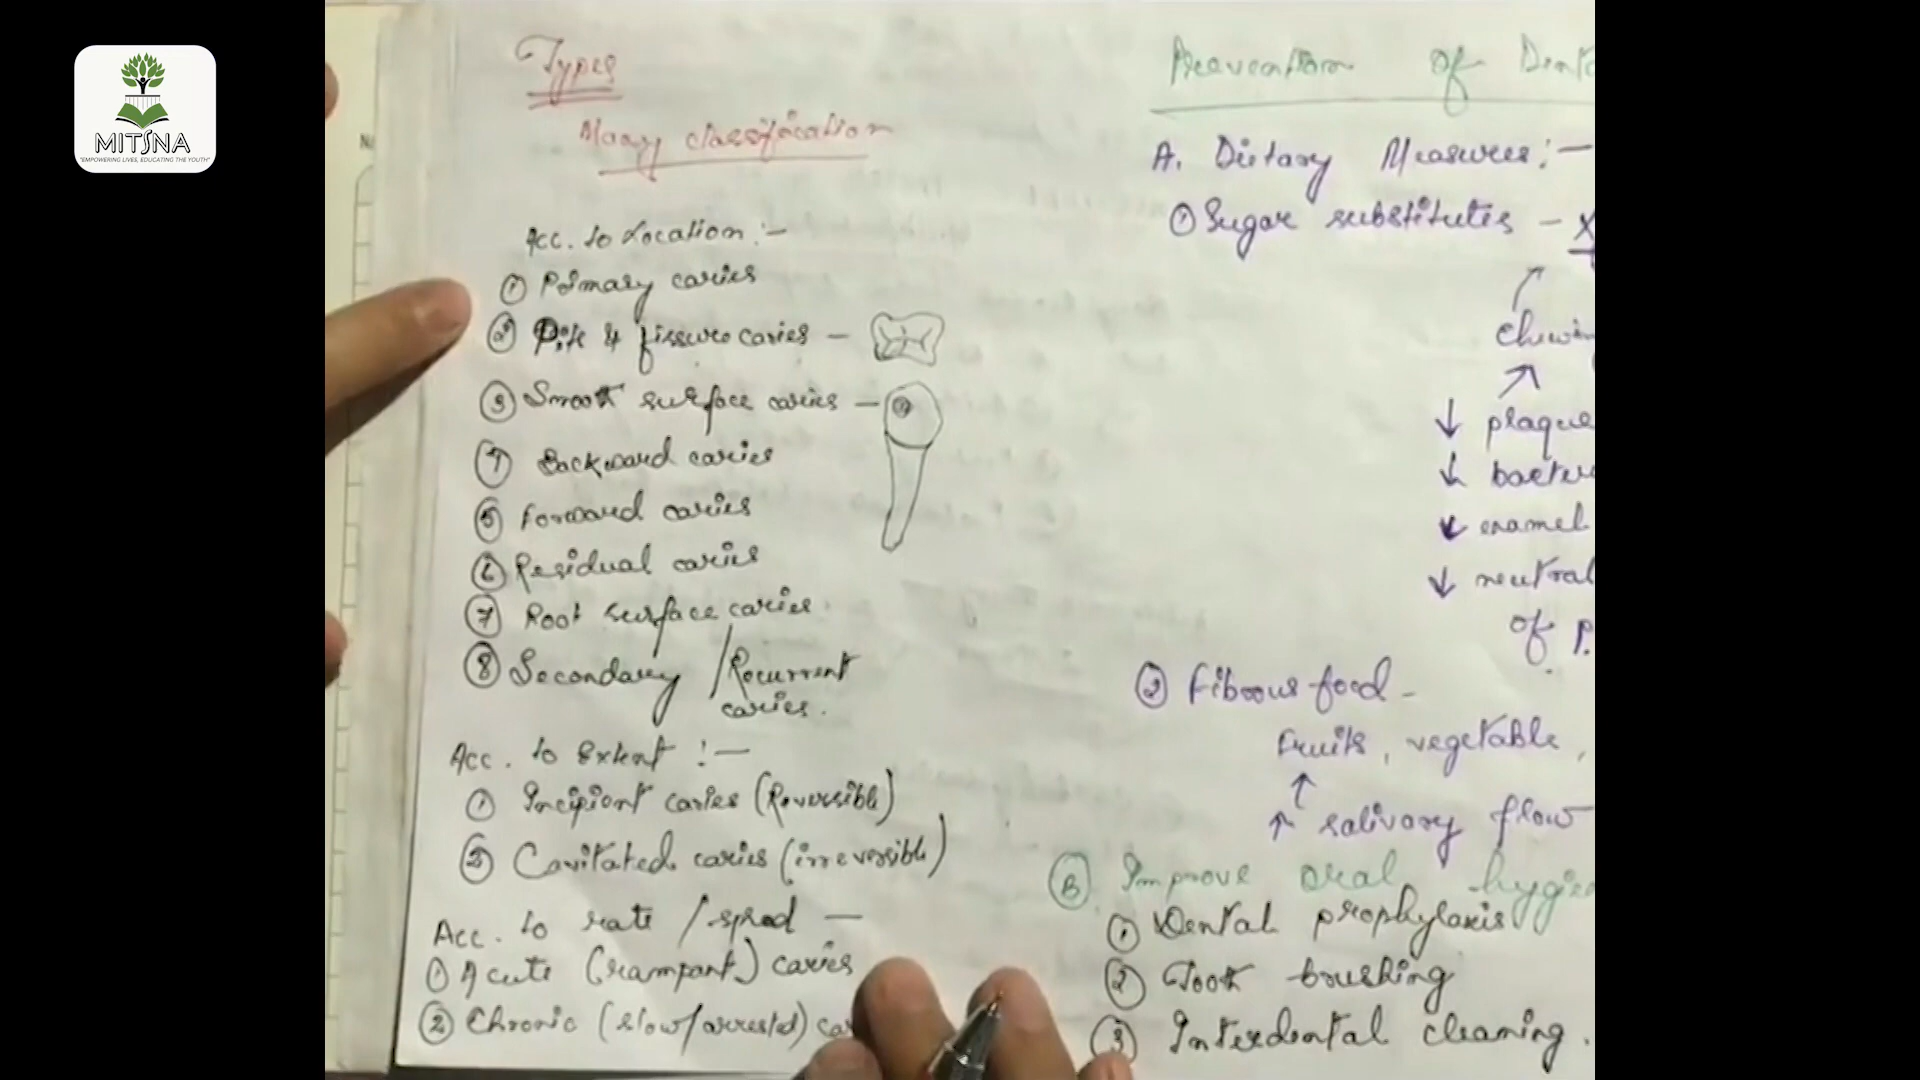 MITSNA
"EMPOWERING LIVES, EDUCATING THE YOUTH"
Types
Many classification
Acc. to Location :-
① Primary caries
② Pit & fissure caries -
③ Smooth surface caries -
④ Backward caries
⑤ Forward caries
⑥ Residual caries
⑦ Root surface caries.
⑧ Secondary / Recurrent
caries.
Acc. to Extent :-
① Incipient caries (Reversible)
② Cavitated caries (irreversible)
Acc. to rate / spred -
① Acute (rampant) caries
② Chronic (slow/arrested)
Prevention of
A. Dietary Measures :-
① Sugar substitutes -
↓ plaque
↓
↓ enamel
↓
of P.
② Fibrous food -
Fruits, vegetable,
↑
↑ salivary flow
Ⓑ Improve oral
① Dental prophylaxis
② Tooth brushing
③ Interdental cleaning.